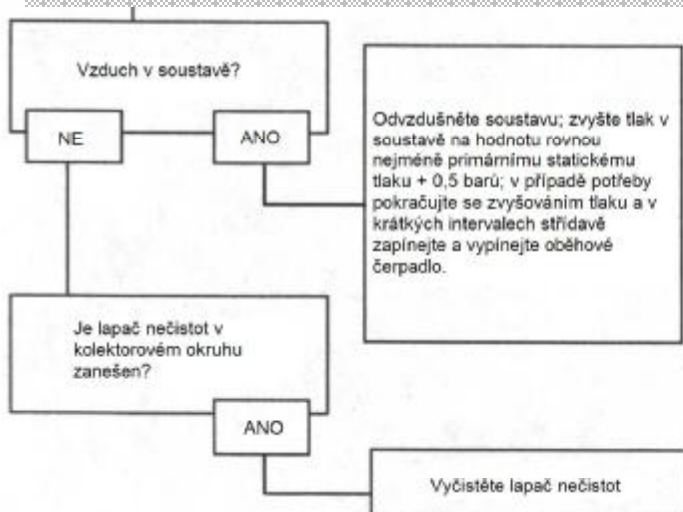 Vzduch v soustavě?
NE
ANO
Odvzdušněte soustavu; zvyšte tlak v
soustavě na hodnotu rovnou
nejméně primárnímu statickému
tlaku + 0,5 barů; v případě potřeby
pokračujte se zvyšováním tlaku a v
krátkých intervalech střídavě
zapínejte a vypínejte oběhové
čerpadlo.
Je lapač nečistot v
kolektorovém okruhu
zanešen?
ANO
Vyčistěte lapač nečistot